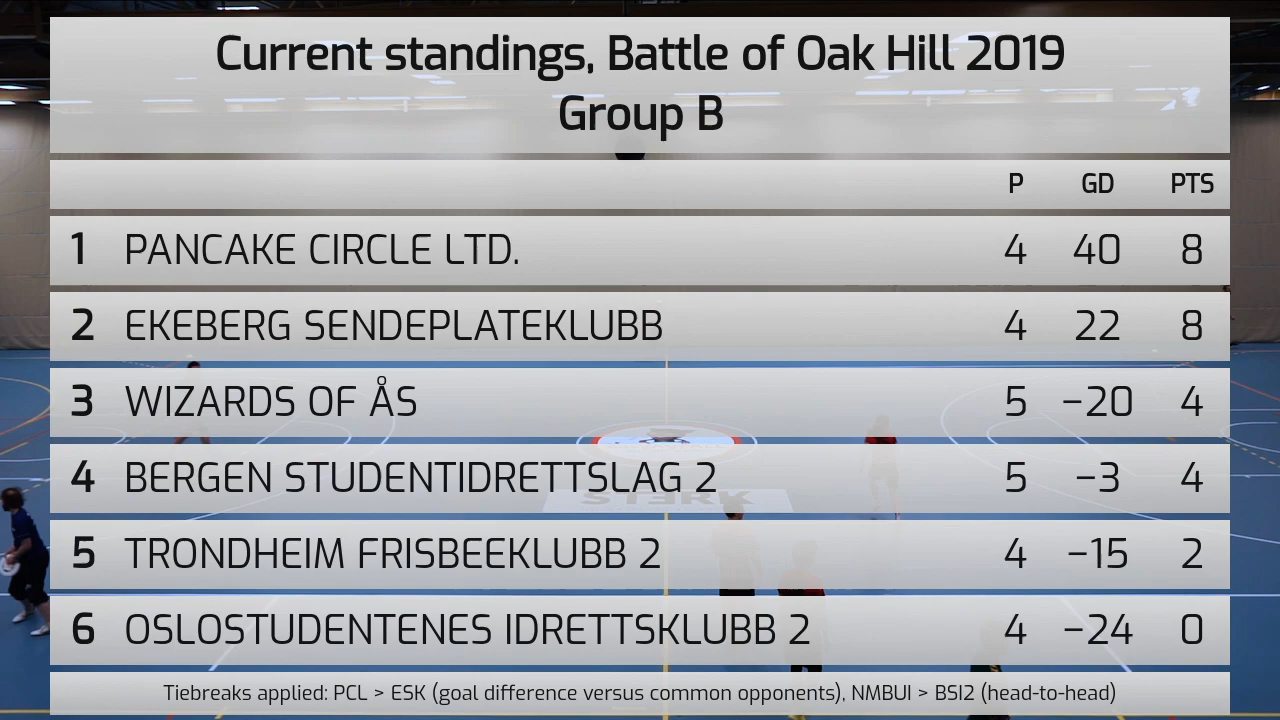 Current standings, Battle of Oak Hill 2019
Group B
P GD PTS
1 PANCAKE CIRCLE LTD. 4 40 8
2 EKEBERG SENDEPLATEKLUBB 4 22 8
3 WIZARDS OF ÅS 5 −20 4
4 BERGEN STUDENTIDRETTSLAG 2 5 −3 4
STERK
5 TRONDHEIM FRISBEEKLUBB 2 4 −15 2
6 OSLOSTUDENTENES IDRETTSKLUBB 2 4 −24 0
Tiebreaks applied: PCL > ESK (goal difference versus common opponents), NMBUI > BSI2 (head-to-head)